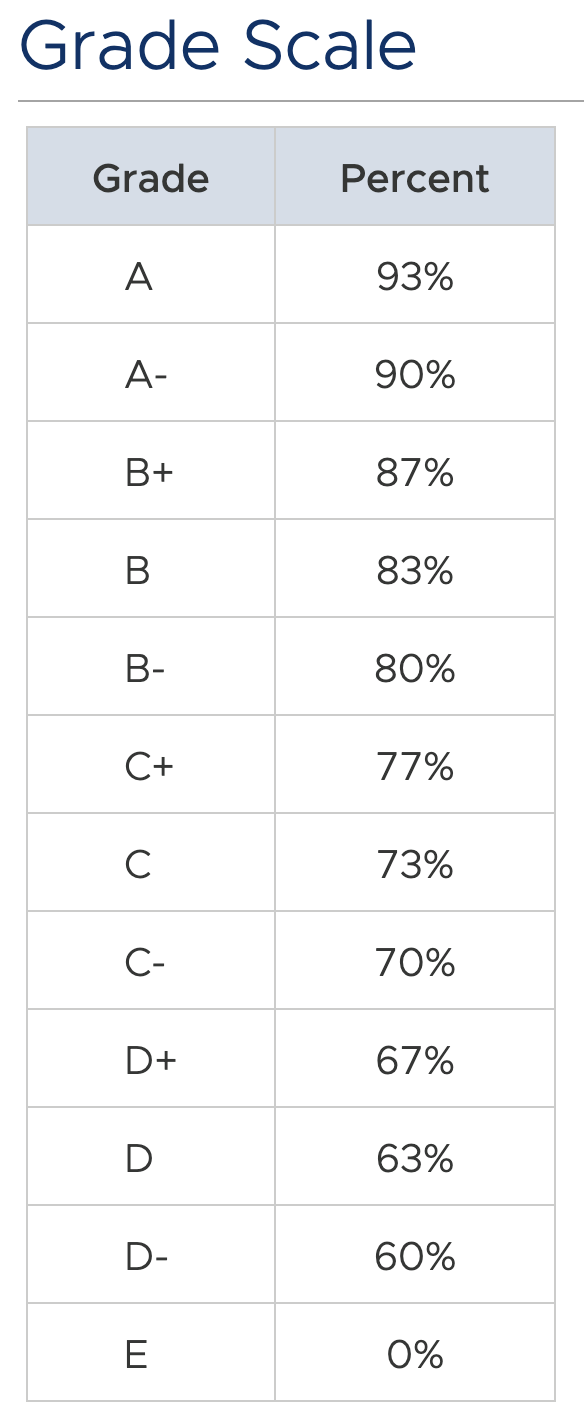 Grade Scale
Grade Percent
A 93%
A- 90%
B+ 87%
B 83%
B- 80%
C+ 77%
C 73%
C- 70%
D+ 67%
D 63%
D- 60%
E 0%